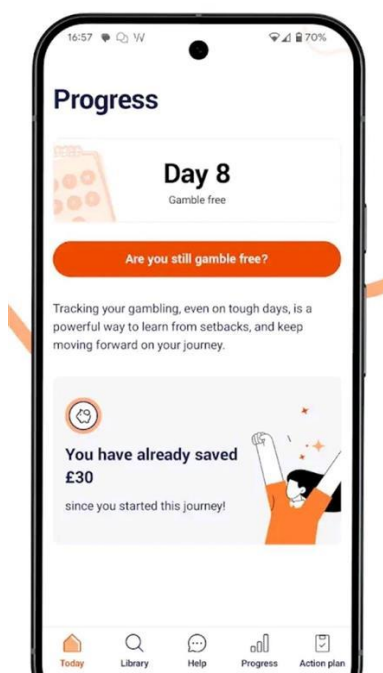 16:57 W 70%
Progress
Day 8
Gamble free
Are you still gamble free?
Tracking your gambling, even on tough days, is a
powerful way to learn from setbacks, and keep
moving forward on your journey.
You have already saved
£30
since you started this journey!
Today Library Help Progress Action plan